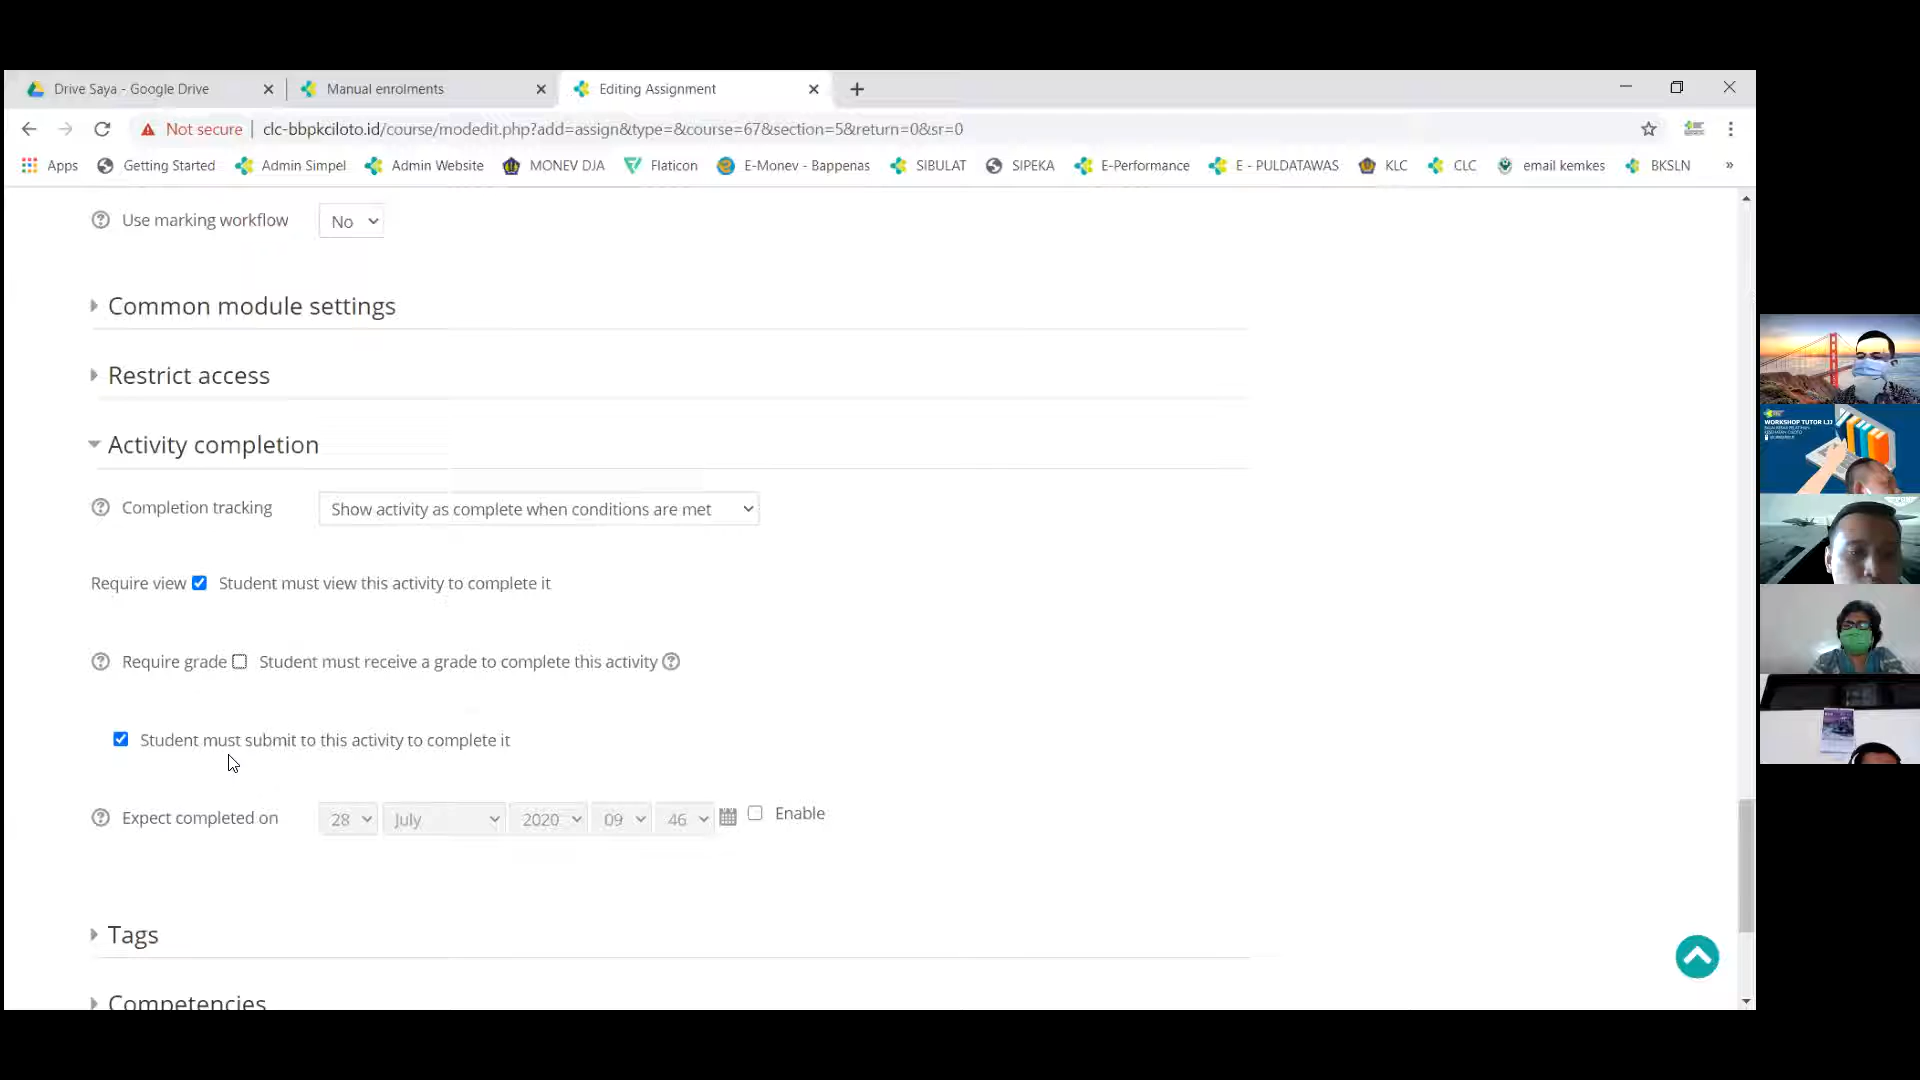 Drive Saya - Google Drive
Manual enrolments
Editing Assignment
Not secure
clc-bbpkciloto.id/course/modedit.php?add=assign&type=&course=67&section=5&return=0&sr=0
Apps
Getting Started
Admin Simpel
Admin Website
MONEV DJA
Flaticon
E-Monev - Bappenas
SIBULAT
SIPEKA
E-Performance
E - PULDATAWAS
KLC
CLC
email kemkes
BKSLN
»
Use marking workflow
No
Common module settings
Restrict access
Activity completion
Completion tracking
Show activity as complete when conditions are met
Require view
Student must view this activity to complete it
Require grade
Student must receive a grade to complete this activity
Student must submit to this activity to complete it
Expect completed on
28
July
2020
09
46
Enable
Tags
Competencies
WORKSHOP TUTOR LJJ